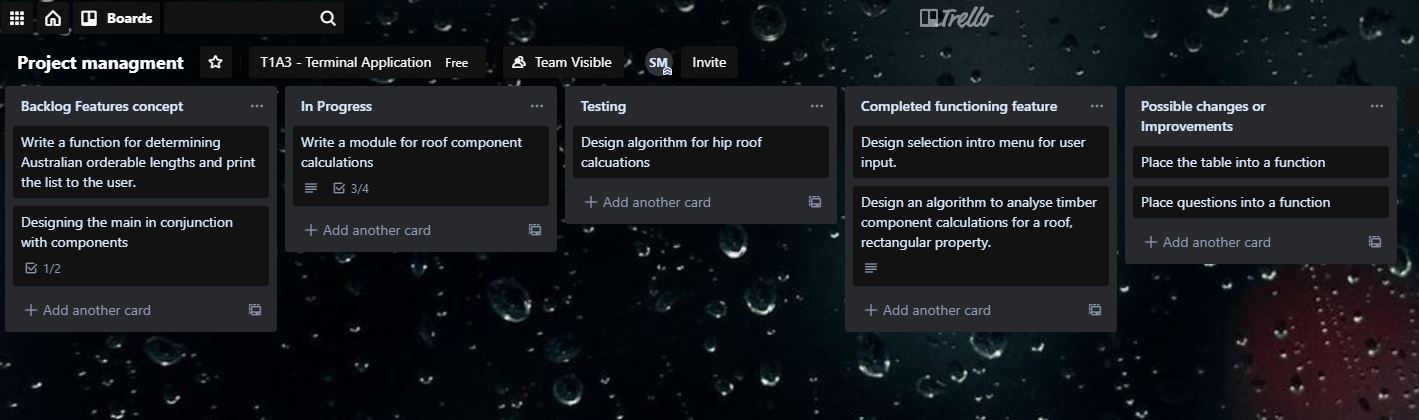 Boards
Trello
Project managment
T1A3 - Terminal Application Free
Team Visible
SM
Invite
Backlog Features concept
Write a function for determining
Australian orderable lengths and print
the list to the user.
Designing the main in conjunction
with components
1/2
+ Add another card
In Progress
Write a module for roof component
calculations
3/4
+ Add another card
Testing
Design algorithm for hip roof
calcuations
+ Add another card
Completed functioning feature
Design selection intro menu for user
input.
Design an algorithm to analyse timber
component calculations for a roof,
rectangular property.
+ Add another card
Possible changes or
Improvements
Place the table into a function
Place questions into a function
+ Add another card